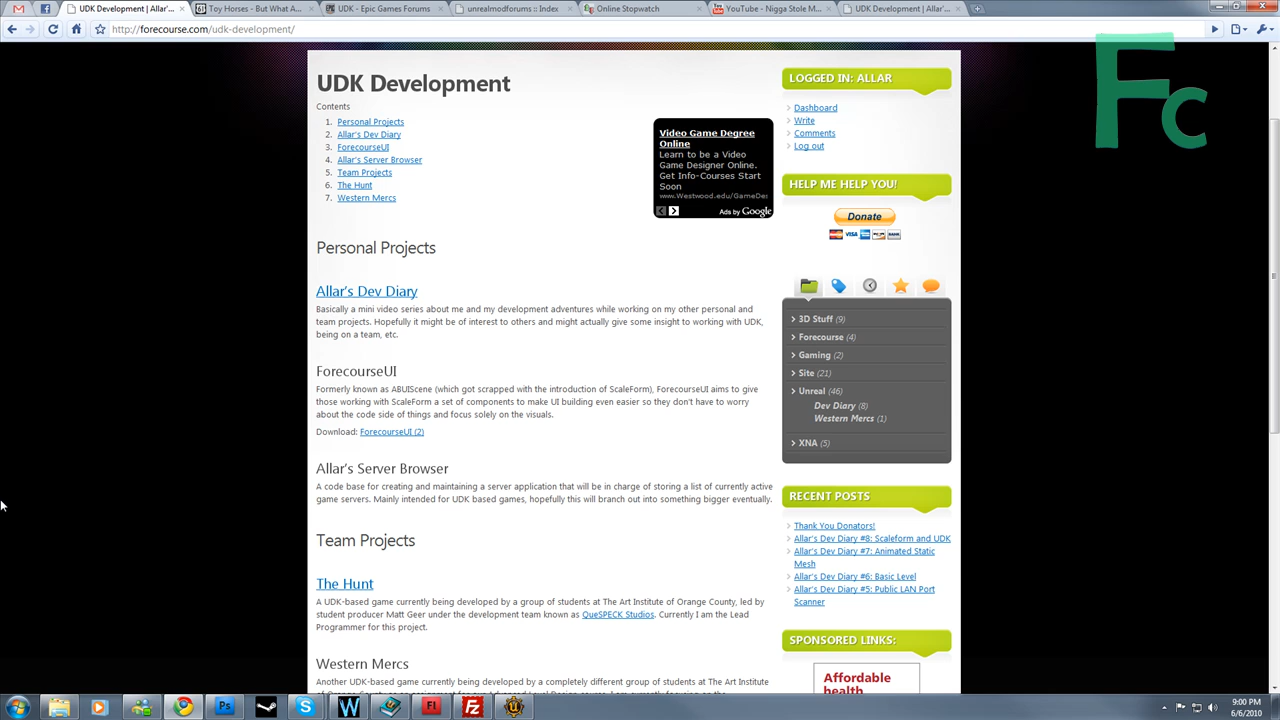 UDK Development | Allar's...
Toy Horses - But What A...
UDK - Epic Games Forums
unrealmodforums :: Index
Online Stopwatch
YouTube - Nigga Stole M...
UDK Development | Allar'...
http://forecourse.com/udk-development/
UDK Development
Contents
1. Personal Projects
2. Allar's Dev Diary
3. ForecourseUI
4. Allar's Server Browser
5. Team Projects
6. The Hunt
7. Western Mercs
Video Game Degree
Online
Learn to be a Video
Game Designer Online.
Get Info-Courses Start
Soon
www.Westwood.edu/GameDes
Ads by Google
Personal Projects
Allar's Dev Diary
Basically a mini video series about me and my development adventures while working on my other personal and
team projects. Hopefully it might be of interest to others and might actually give some insight to working with UDK,
being on a team, etc.
ForecourseUI
Formerly known as ABUIScene (which got scrapped with the introduction of ScaleForm), ForecourseUI aims to give
those working with ScaleForm a set of components to make UI building even easier so they don't have to worry
about the code side of things and focus solely on the visuals.
Download: ForecourseUI (2)
Allar's Server Browser
A code base for creating and maintaining a server application that will be in charge of storing a list of currently active
game servers. Mainly intended for UDK based games, hopefully this will branch out into something bigger eventually.
Team Projects
The Hunt
A UDK-based game currently being developed by a group of students at The Art Institute of Orange County, led by
student producer Matt Geer under the development team known as QueSPECK Studios. Currently I am the Lead
Programmer for this project.
Western Mercs
Another UDK-based game currently being developed by a completely different group of students at The Art Institute
LOGGED IN: ALLAR
Dashboard
Write
Comments
Log out
HELP ME HELP YOU!
Donate
VISA
BANK
3D Stuff (9)
Forecourse (4)
Gaming (2)
Site (21)
Unreal (46)
Dev Diary (8)
Western Mercs (1)
XNA (5)
RECENT POSTS
Thank You Donators!
Allar's Dev Diary #8: Scaleform and UDK
Allar's Dev Diary #7: Animated Static
Mesh
Allar's Dev Diary #6: Basic Level
Allar's Dev Diary #5: Public LAN Port
Scanner
SPONSORED LINKS:
Affordable
health
Fc
Ps
W
Fl
Fz
9:00 PM
6/6/2010